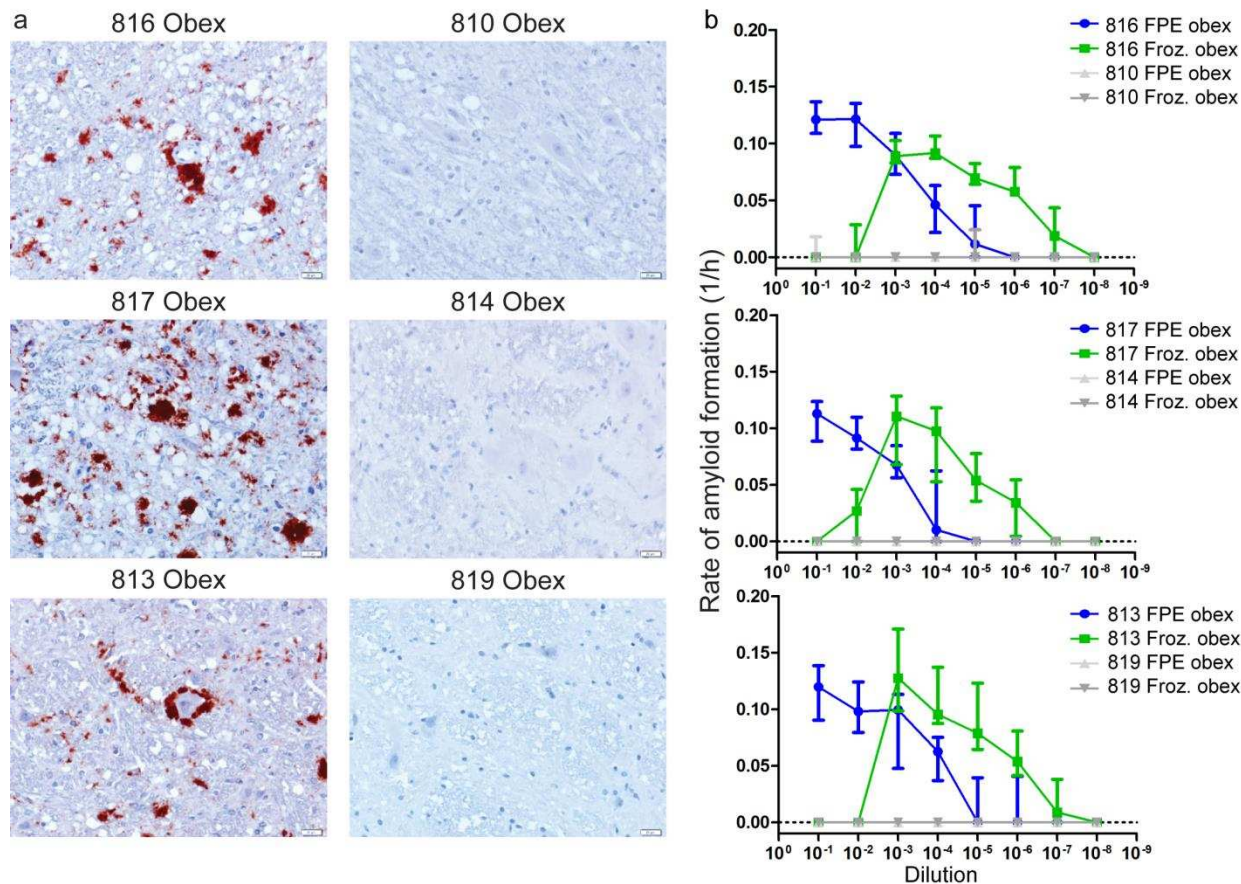 a
816 Obex
810 Obex
817 Obex
814 Obex
813 Obex
819 Obex
b
Rate of amyloid formation (1/h)
0.20
0.15
0.10
0.05
0.00
10⁰ 10⁻¹ 10⁻² 10⁻³ 10⁻⁴ 10⁻⁵ 10⁻⁶ 10⁻⁷ 10⁻⁸ 10⁻⁹
816 FPE obex
816 Froz. obex
810 FPE obex
810 Froz. obex
0.20
0.15
0.10
0.05
0.00
10⁰ 10⁻¹ 10⁻² 10⁻³ 10⁻⁴ 10⁻⁵ 10⁻⁶ 10⁻⁷ 10⁻⁸ 10⁻⁹
817 FPE obex
817 Froz. obex
814 FPE obex
814 Froz. obex
0.20
0.15
0.10
0.05
0.00
10⁰ 10⁻¹ 10⁻² 10⁻³ 10⁻⁴ 10⁻⁵ 10⁻⁶ 10⁻⁷ 10⁻⁸ 10⁻⁹
813 FPE obex
813 Froz. obex
819 FPE obex
819 Froz. obex
Dilution